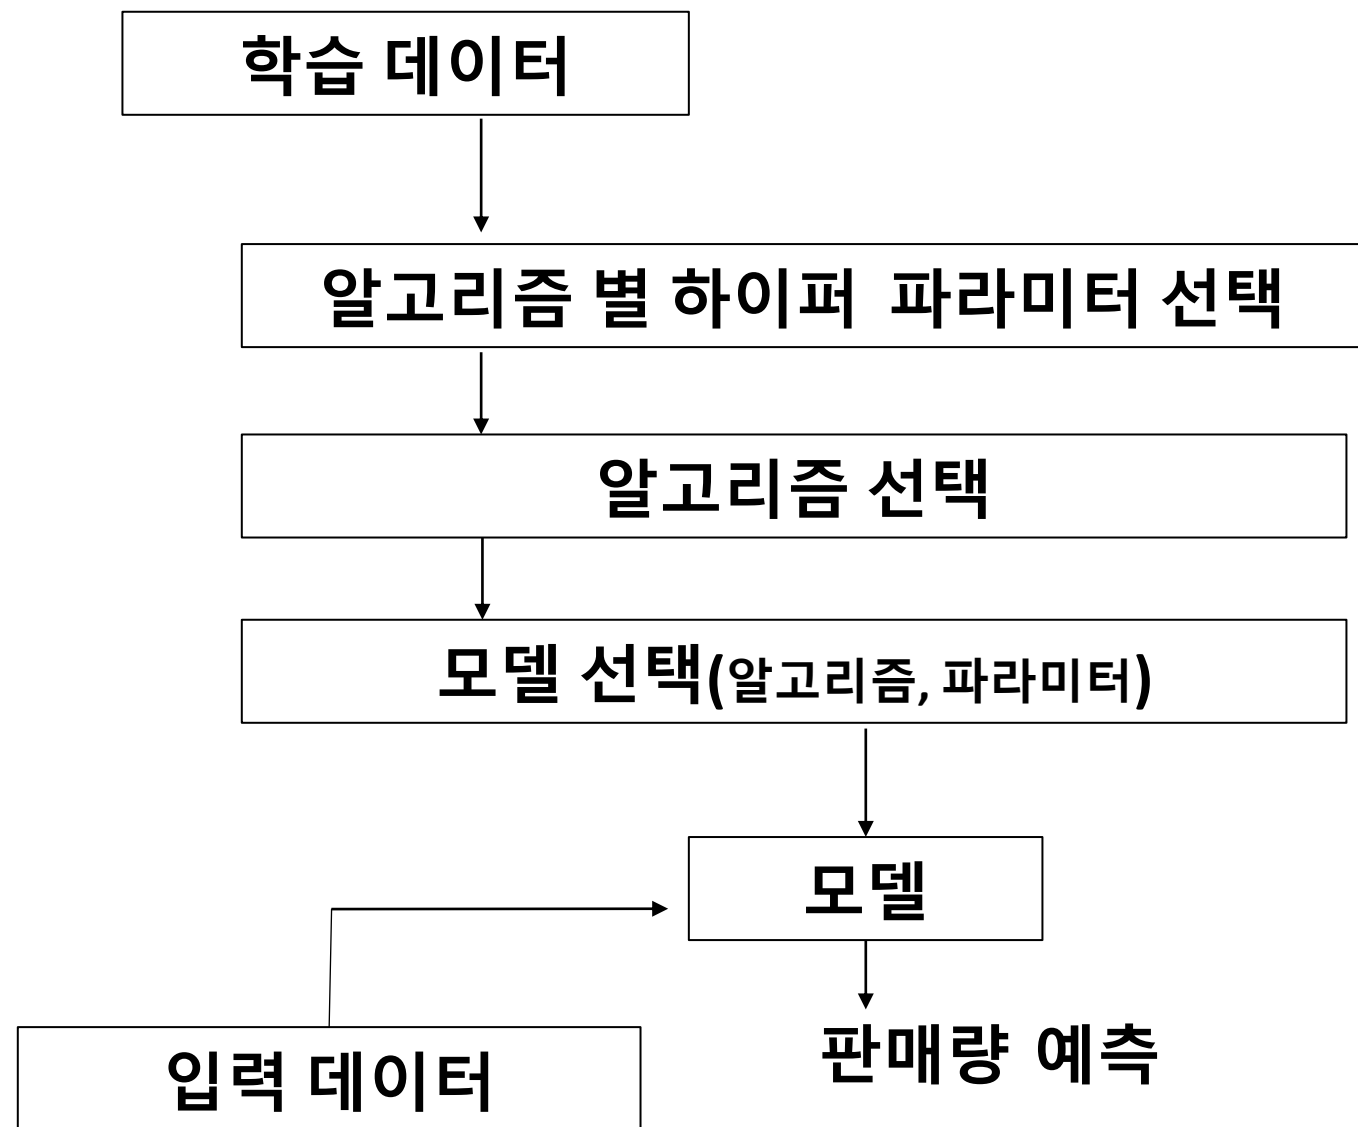 학습 데이터
알고리즘 별 하이퍼 파라미터 선택
알고리즘 선택
모델 선택(알고리즘, 파라미터)
모델
판매량 예측
입력 데이터